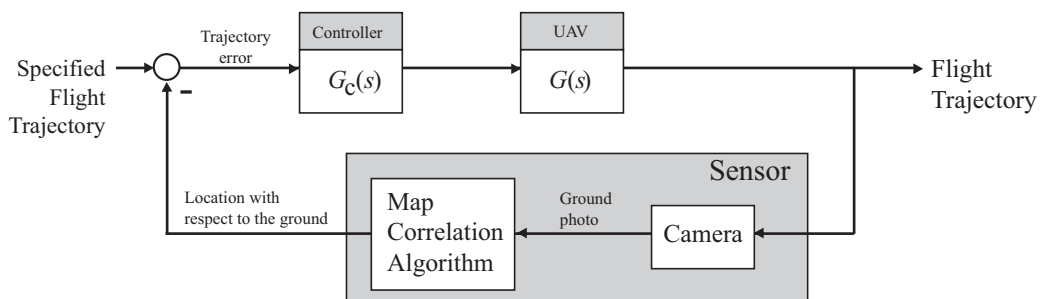 Specified
Flight
Trajectory
Trajectory
error
Controller
Gc(s)
UAV
G(s)
Flight
Trajectory
Sensor
Location with
respect to the ground
Map
Correlation
Algorithm
Ground
photo
Camera